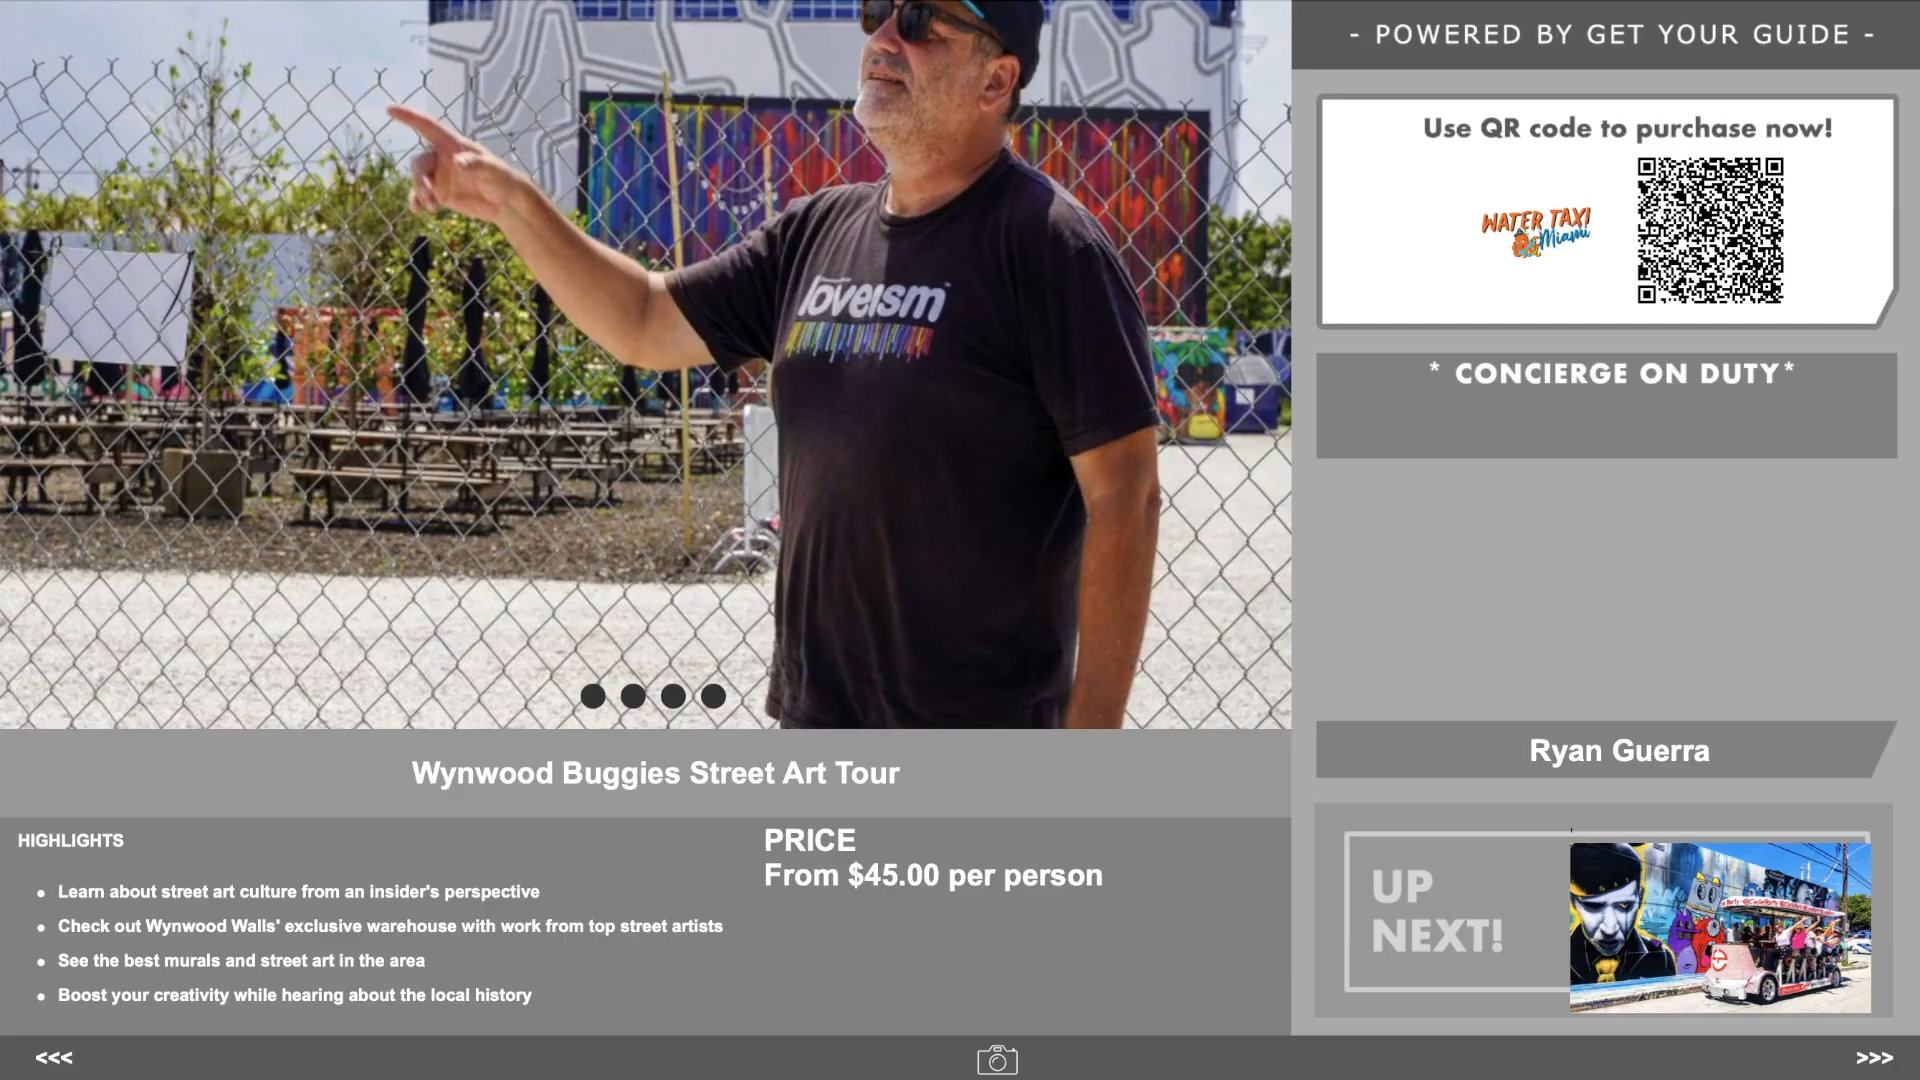 - POWERED BY GET YOUR GUIDE -
Use QR code to purchase now!
WATER TAXI
Miami
loveism
* CONCIERGE ON DUTY*
Ryan Guerra
Wynwood Buggies Street Art Tour
HIGHLIGHTS
• Learn about street art culture from an insider's perspective
• Check out Wynwood Walls' exclusive warehouse with work from top street artists
• See the best murals and street art in the area
• Boost your creativity while hearing about the local history
PRICE
From $45.00 per person
UP
NEXT!
<<<
>>>